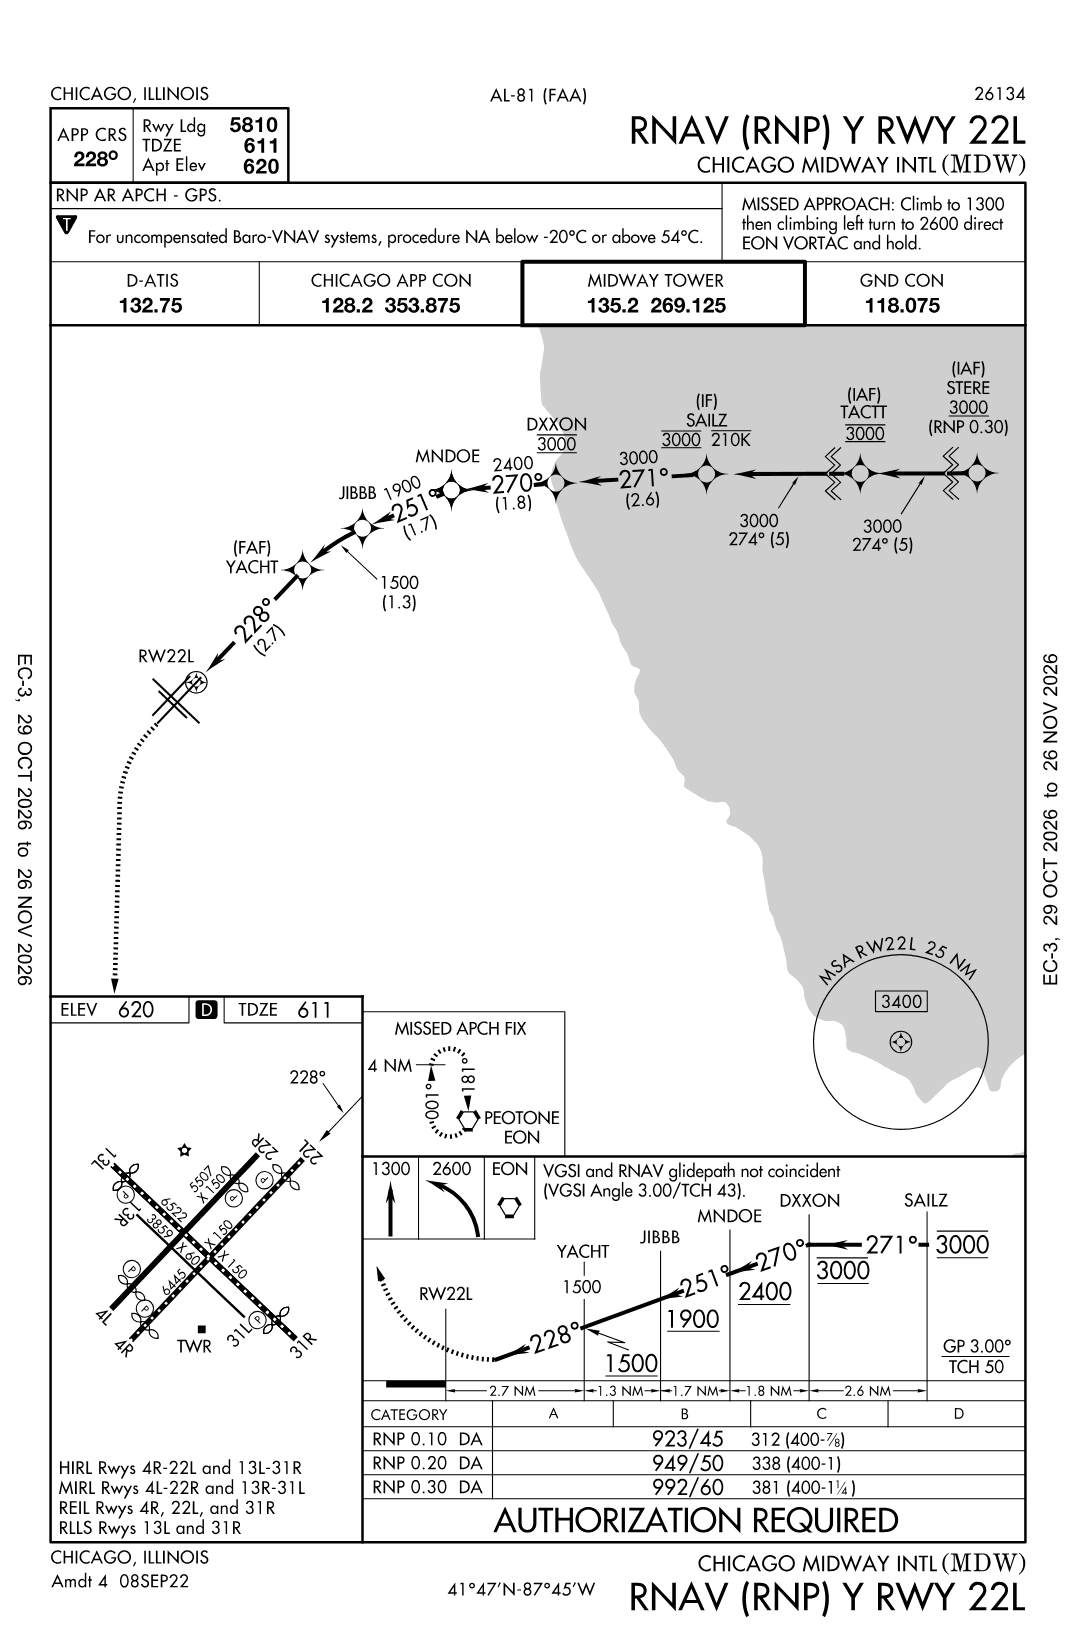 CHICAGO, ILLINOIS
AL-81 (FAA)
26134
APP CRS
228°
Rwy Ldg 5810
TDZE 611
Apt Elev 620
RNAV (RNP) Y RWY 22L
CHICAGO MIDWAY INTL (MDW)
RNP AR APCH - GPS.
T
For uncompensated Baro-VNAV systems, procedure NA below -20°C or above 54°C.
MISSED APPROACH: Climb to 1300
then climbing left turn to 2600 direct
EON VORTAC and hold.
D-ATIS
132.75
CHICAGO APP CON
128.2 353.875
MIDWAY TOWER
135.2 269.125
GND CON
118.075
(IAF)
STERE
3000
(RNP 0.30)
(IAF)
TACTT
3000
(IF)
SAILZ
3000 210K
DXXON
3000
MNDOE
JIBBB
(FAF)
YACHT
RW22L
3000
271°
(2.6)
2400
270°
(1.8)
1900
251°
(1.7)
1500
(1.3)
228°
(2.7)
3000
274° (5)
3000
274° (5)
EC-3, 29 OCT 2026 to 26 NOV 2026
EC-3, 29 OCT 2026 to 26 NOV 2026
MSA RW22L 25 NM
3400
ELEV 620
D
TDZE 611
228°
13L
13R
22R
22L
4L
4R
31L
31R
5507
X 150
6522
X 150
3859
X 60
6445
X 150
P
P
P
P
P
P
TWR
HIRL Rwys 4R-22L and 13L-31R
MIRL Rwys 4L-22R and 13R-31L
REIL Rwys 4R, 22L, and 31R
RLLS Rwys 13L and 31R
MISSED APCH FIX
4 NM
181°
001°
PEOTONE
EON
1300
2600
EON
VGSI and RNAV glidepath not coincident
(VGSI Angle 3.00/TCH 43).
SAILZ
DXXON
MNDOE
JIBBB
YACHT
1500
RW22L
3000
271°
3000
270°
2400
251°
1900
228°
1500
GP 3.00°
TCH 50
2.7 NM
1.3 NM
1.7 NM
1.8 NM
2.6 NM
CATEGORY A B C D
RNP 0.10 DA 923/45 312 (400-⅞)
RNP 0.20 DA 949/50 338 (400-1)
RNP 0.30 DA 992/60 381 (400-1¼)
AUTHORIZATION REQUIRED
CHICAGO, ILLINOIS
Amdt 4 08SEP22
41°47'N-87°45'W
CHICAGO MIDWAY INTL (MDW)
RNAV (RNP) Y RWY 22L